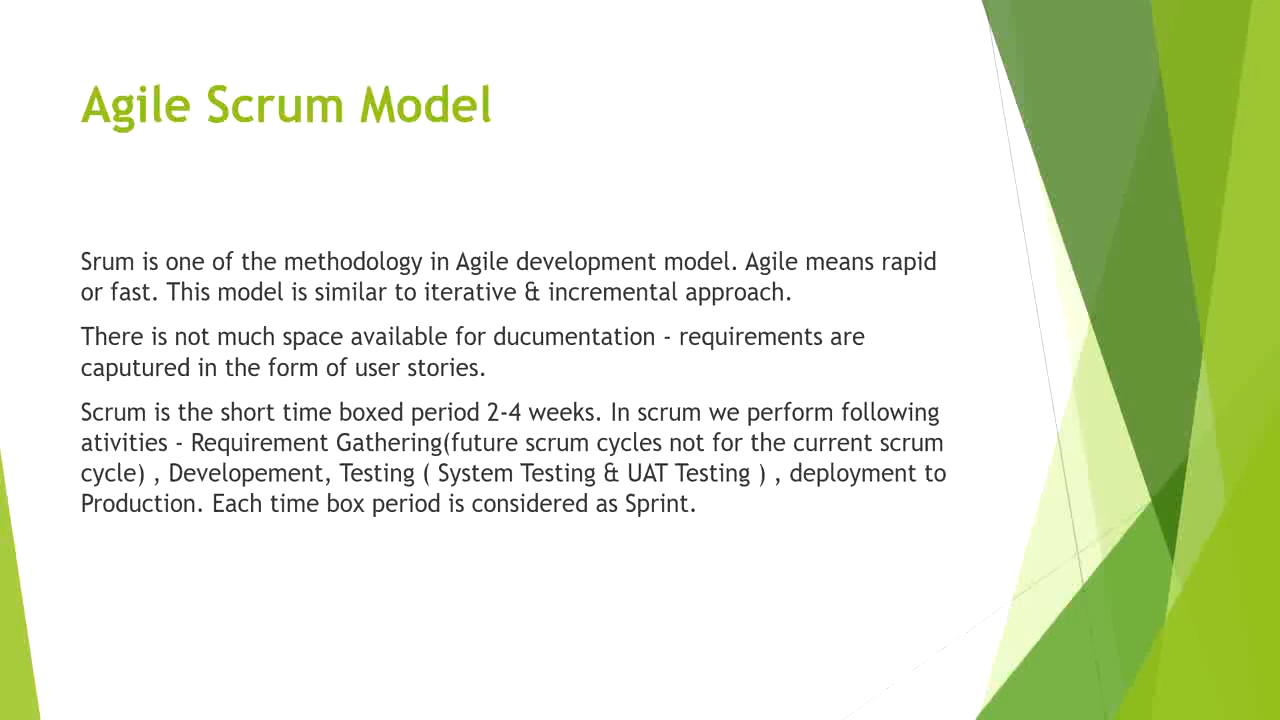 Agile Scrum Model
Srum is one of the methodology in Agile development model. Agile means rapid
or fast. This model is similar to iterative & incremental approach.
There is not much space available for ducumentation - requirements are
caputured in the form of user stories.
Scrum is the short time boxed period 2-4 weeks. In scrum we perform following
ativities - Requirement Gathering(future scrum cycles not for the current scrum
cycle) , Developement, Testing ( System Testing & UAT Testing ) , deployment to
Production. Each time box period is considered as Sprint.